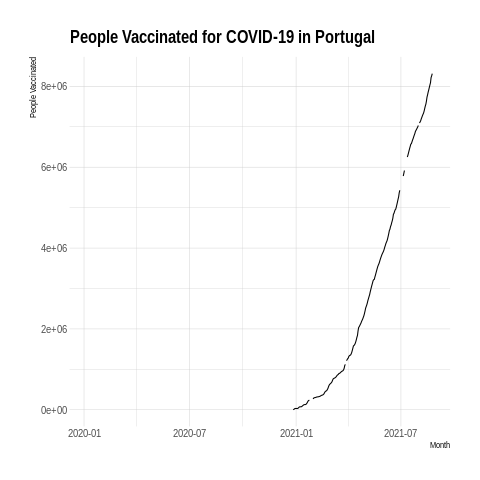 People Vaccinated for COVID-19 in Portugal
People Vaccinated
8e+06
6e+06
4e+06
2e+06
0e+00
2020-01 2020-07 2021-01 2021-07
Month